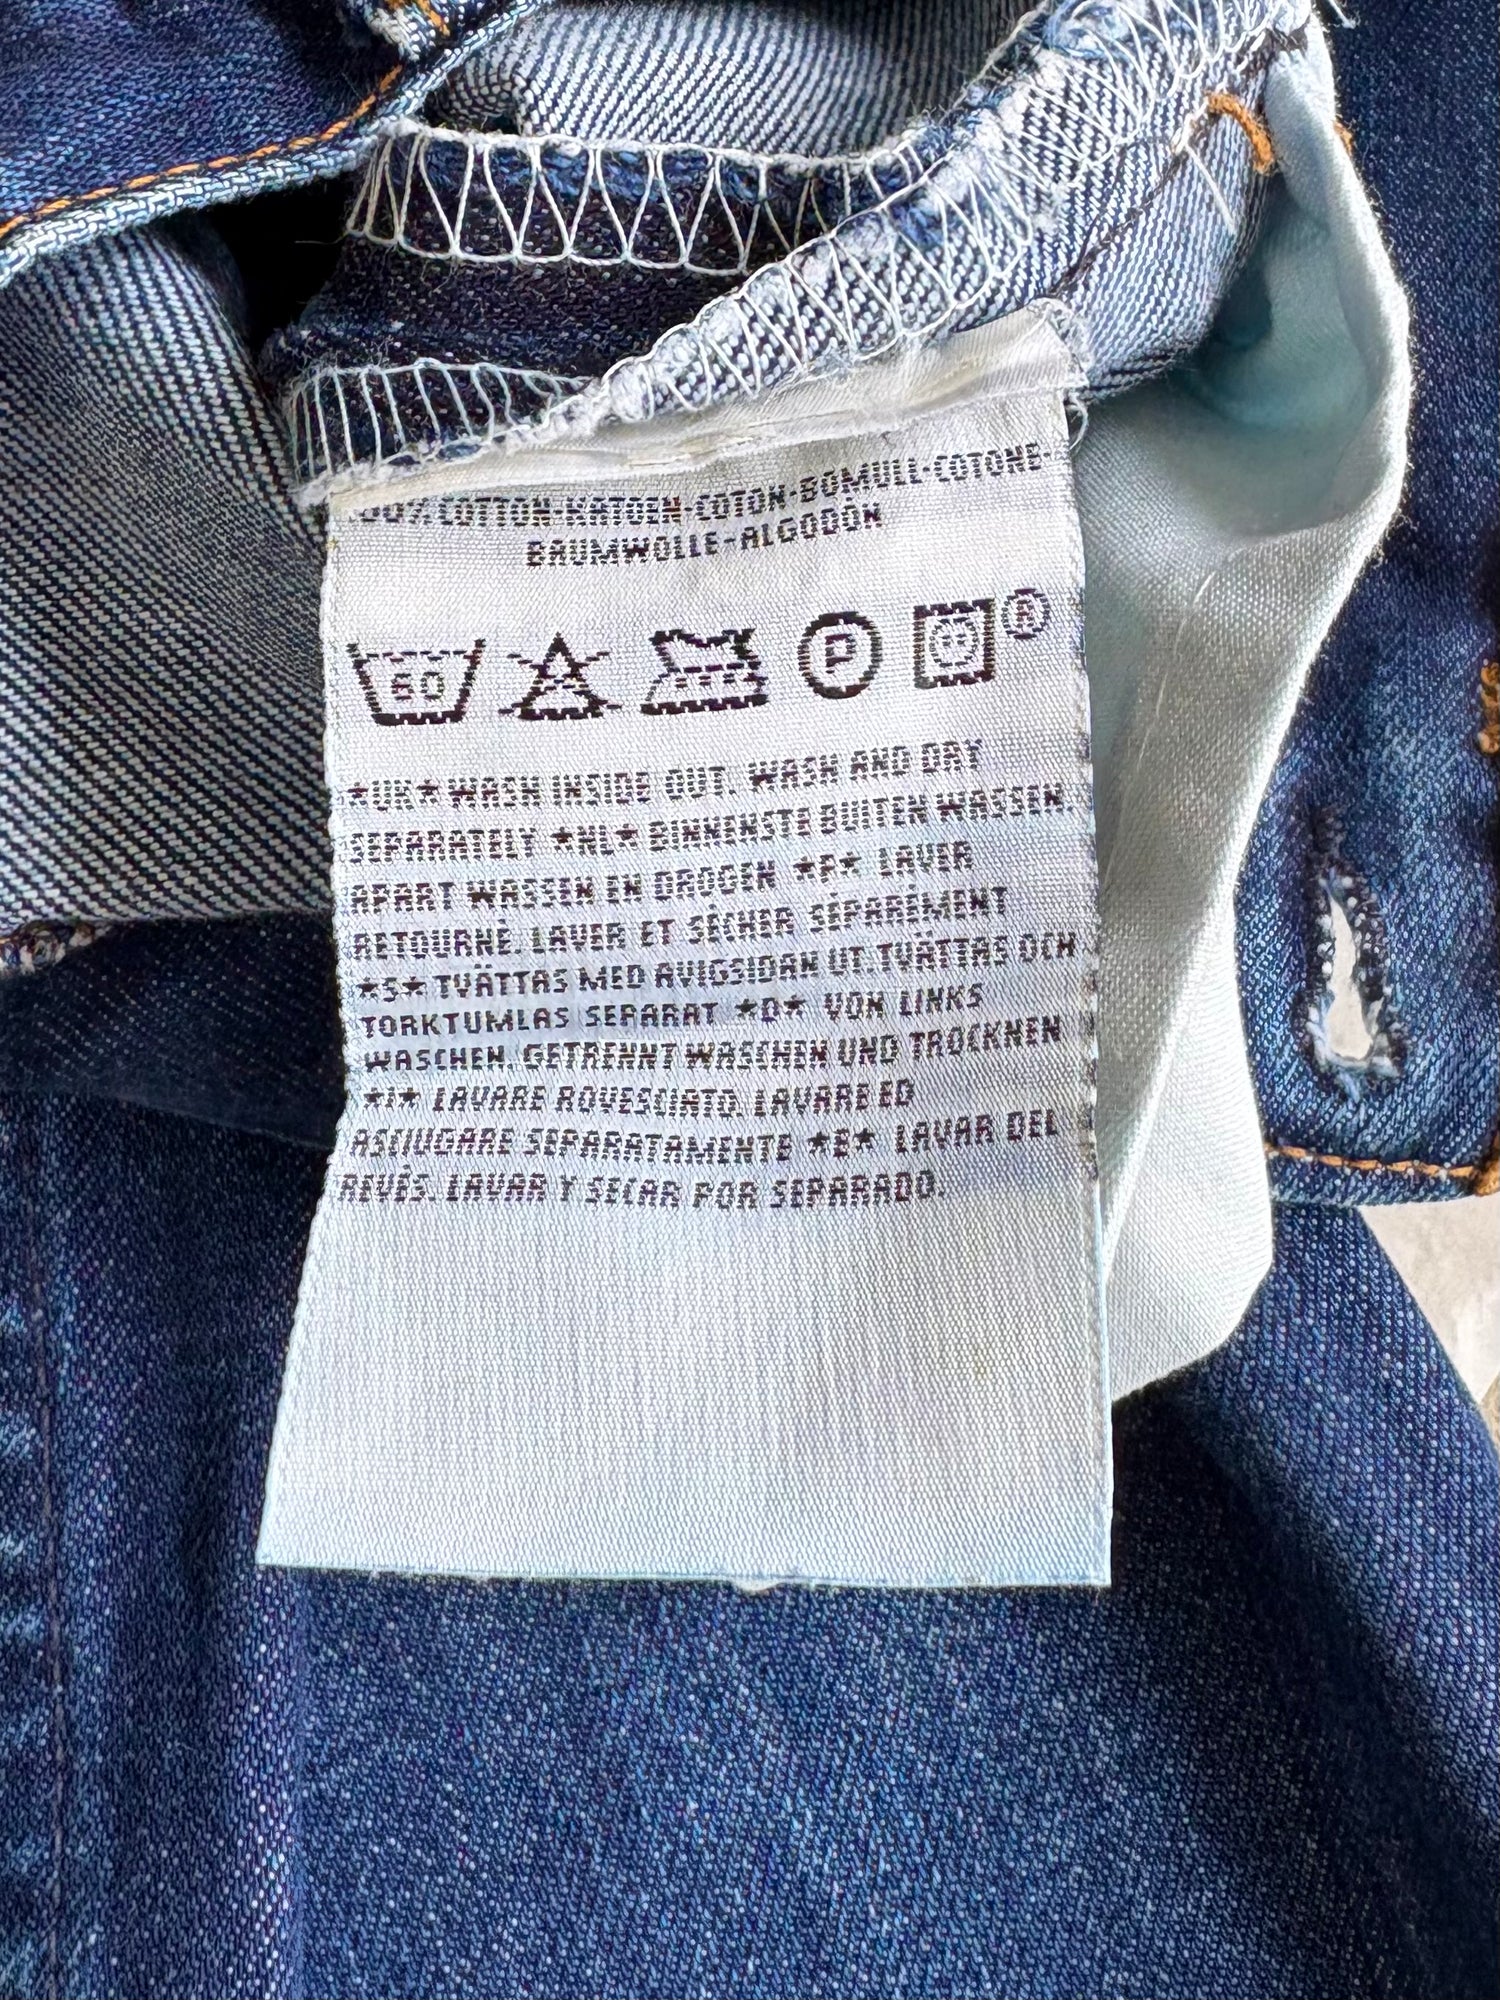 100% COTTON-KATOEN-COTON-BOMULL-COTONE-
BAUMWOLLE-ALGODÓN
60 P ®
*UK* WASH INSIDE OUT. WASH AND DRY
SEPARATELY *NL* BINNENSTE BUITEN WASSEN.
APART WASSEN EN DROGEN *F* LAVER
RETOURNÉ. LAVER ET SÉCHER SÉPARÉMENT
*S* TVÄTTAS MED AVIGSIDAN UT. TVÄTTAS OCH
TORKTUMLAS SEPARAT *D* VON LINKS
WASCHEN. GETRENNT WASCHEN UND TROCKNEN
*I* LAVARE ROVESCIATO. LAVARE ED
ASCIUGARE SEPARATAMENTE *E* LAVAR DEL
REVÉS. LAVAR Y SECAR POR SEPARADO.